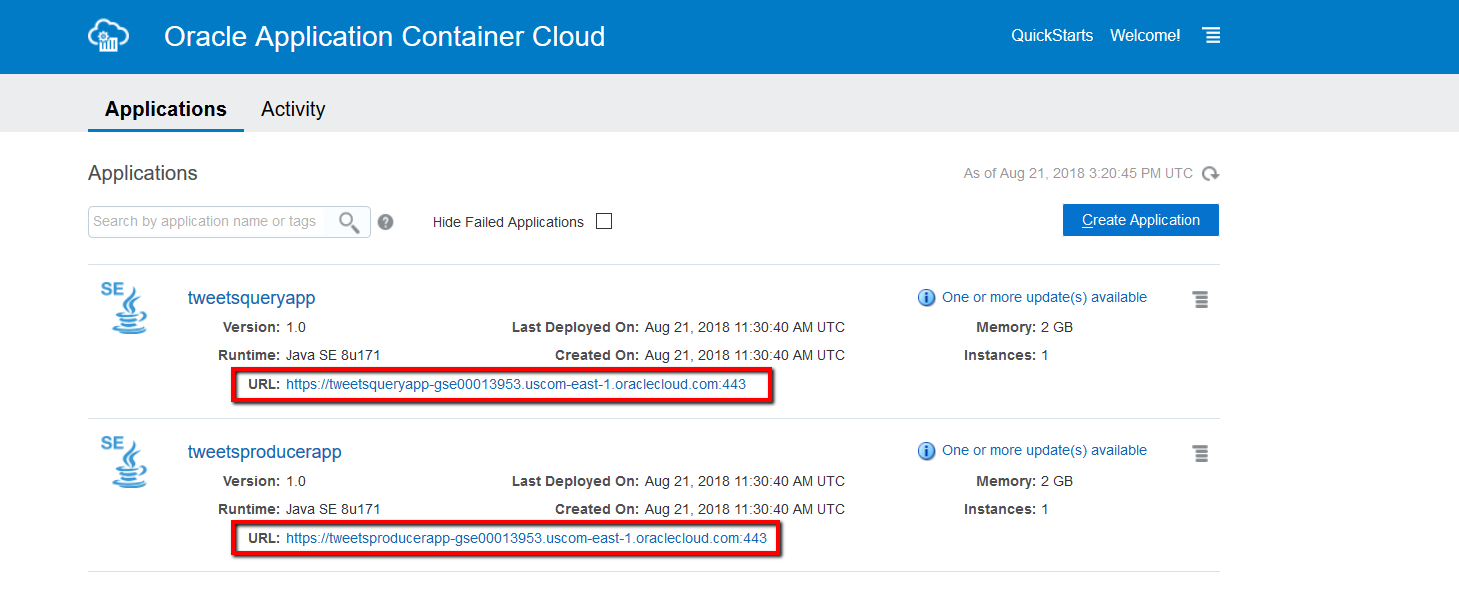 Oracle Application Container Cloud
QuickStarts Welcome!
Applications Activity
Applications
As of Aug 21, 2018 3:20:45 PM UTC
Search by application name or tags ? Hide Failed Applications Create Application
SE tweetsqueryapp i One or more update(s) available
Version: 1.0 Last Deployed On: Aug 21, 2018 11:30:40 AM UTC Memory: 2 GB
Runtime: Java SE 8u171 Created On: Aug 21, 2018 11:30:40 AM UTC Instances: 1
URL: https://tweetsqueryapp-gse00013953.uscom-east-1.oraclecloud.com:443
SE tweetsproducerapp i One or more update(s) available
Version: 1.0 Last Deployed On: Aug 21, 2018 11:30:40 AM UTC Memory: 2 GB
Runtime: Java SE 8u171 Created On: Aug 21, 2018 11:30:40 AM UTC Instances: 1
URL: https://tweetsproducerapp-gse00013953.uscom-east-1.oraclecloud.com:443